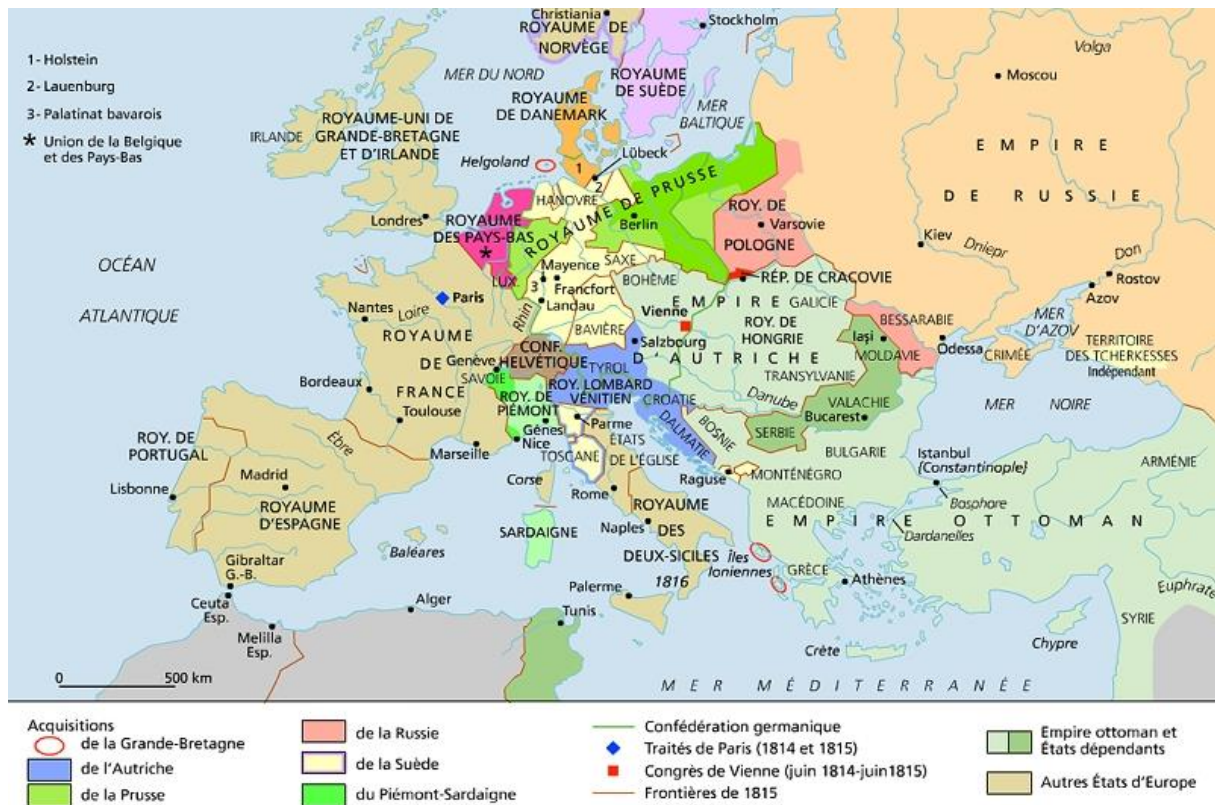 1 - Holstein
2 - Lauenburg
3 - Palatinat bavarois
* Union de la Belgique
et des Pays-Bas
Christiania
ROYAUME DE
NORVÈGE
Stockholm
ROYAUME
DE SUÈDE
MER DU NORD
ROYAUME
DE DANEMARK
MER
BALTIQUE
Volga
Moscou
EMPIRE
DE RUSSIE
IRLANDE
ROYAUME-UNI DE
GRANDE-BRETAGNE
ET D'IRLANDE
Helgoland
Lübeck
1
2
HANOVRE
ROYAUME DE PRUSSE
Berlin
ROY. DE
POLOGNE
Varsovie
Londres
ROYAUME
DES PAYS-BAS
*
Kiev
Dniepr
Don
Rostov
Azov
OCÉAN
ATLANTIQUE
LUX
Mayence
3
Francfort
Landau
SAXE
BOHÈME
RÉP. DE CRACOVIE
Paris
Nantes
Loire
Rhin
Vienne
EMPIRE
D'AUTRICHE
GALICIE
ROY. DE
HONGRIE
BESSARABIE
MER
D'AZOV
BAVIÈRE
Salzbourg
Iaşi
MOLDAVIE
Odessa
CRIMÉE
TERRITOIRE
DES TCHERKESSES
Indépendant
ROYAUME
DE
FRANCE
Genève
SAVOIE
CONF.
HELVÉTIQUE
TYROL
TRANSYLVANIE
Bordeaux
ROY. DE
PIÉMONT
ROY. LOMBARD
VÉNITIEN
CROATIE
Danube
VALACHIE
Bucarest
MER NOIRE
Toulouse
Gênes
Nice
Parme
BOSNIE
DALMATIE
SERBIE
ROY. DE
PORTUGAL
Èbre
Marseille
TOSCANE
ÉTATS
DE L'ÉGLISE
BULGARIE
Istanbul
{Constantinople}
ARMÉNIE
Lisbonne
Madrid
Corse
Rome
Raguse
MONTÉNÉGRO
Bosphore
ROYAUME
D'ESPAGNE
ROYAUME
DES
DEUX-SICILES
1816
MACÉDOINE
EMPIRE OTTOMAN
Dardanelles
SARDAIGNE
Naples
Baléares
Îles
Ioniennes
GRÈCE
Athènes
Euphrate
Gibraltar
G.-B.
Ceuta
Esp.
Melilla
Esp.
Alger
Palerme
Tunis
SYRIE
Chypre
Crète
0
500 km
MER MÉDITERRANÉE
Acquisitions
de la Grande-Bretagne
de l'Autriche
de la Prusse
de la Russie
de la Suède
du Piémont-Sardaigne
Confédération germanique
Traités de Paris (1814 et 1815)
Congrès de Vienne (juin 1814-juin1815)
Frontières de 1815
Empire ottoman et
États dépendants
Autres États d'Europe